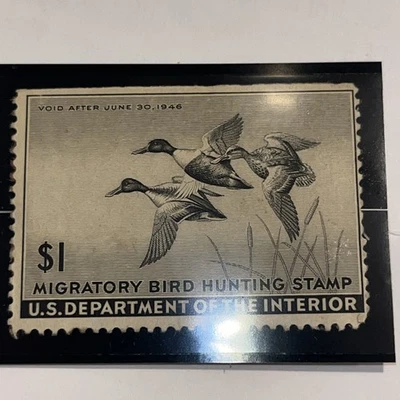 VOID AFTER JUNE 30, 1946
$1
MIGRATORY BIRD HUNTING STAMP
U.S. DEPARTMENT OF THE INTERIOR